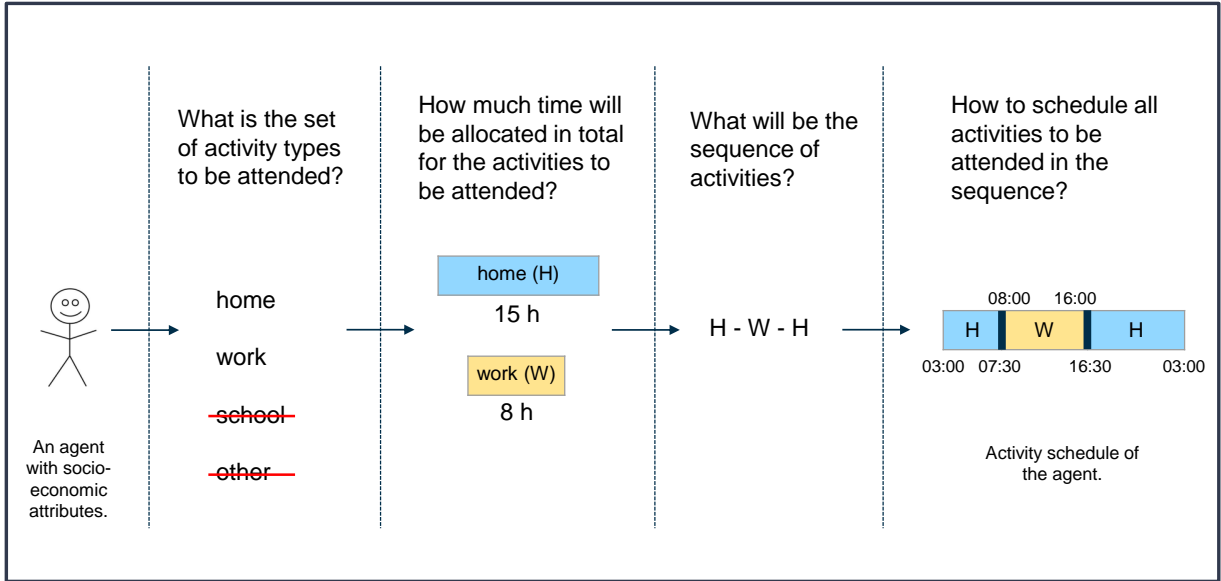 What is the set
of activity types
to be attended?
How much time will
be allocated in total
for the activities to
be attended?
What will be the
sequence of
activities?
How to schedule all
activities to be
attended in the
sequence?
An agent
with socio-
economic
attributes.
home
work
school
other
home (H)
15 h
work (W)
8 h
H - W - H
08:00 16:00
H W H
03:00 07:30 16:30 03:00
Activity schedule of
the agent.